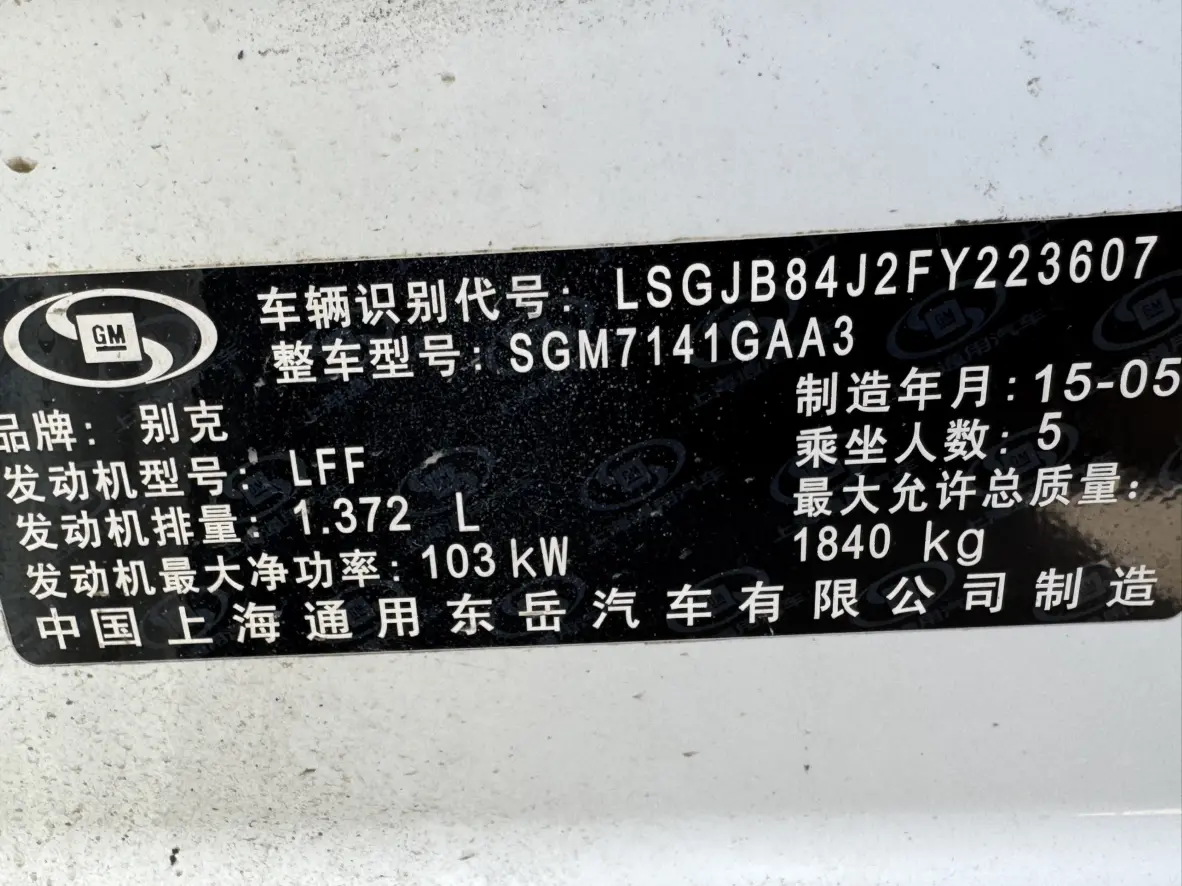 GM
车辆识别代号：LSGJB84J2FY223607
整车型号：SGM7141GAA3
品牌：别克
制造年月：15-05
发动机型号：LFF
乘坐人数：5
发动机排量：1.372 L
最大允许总质量：
1840 kg
发动机最大净功率：103 kW
中国上海通用东岳汽车有限公司制造